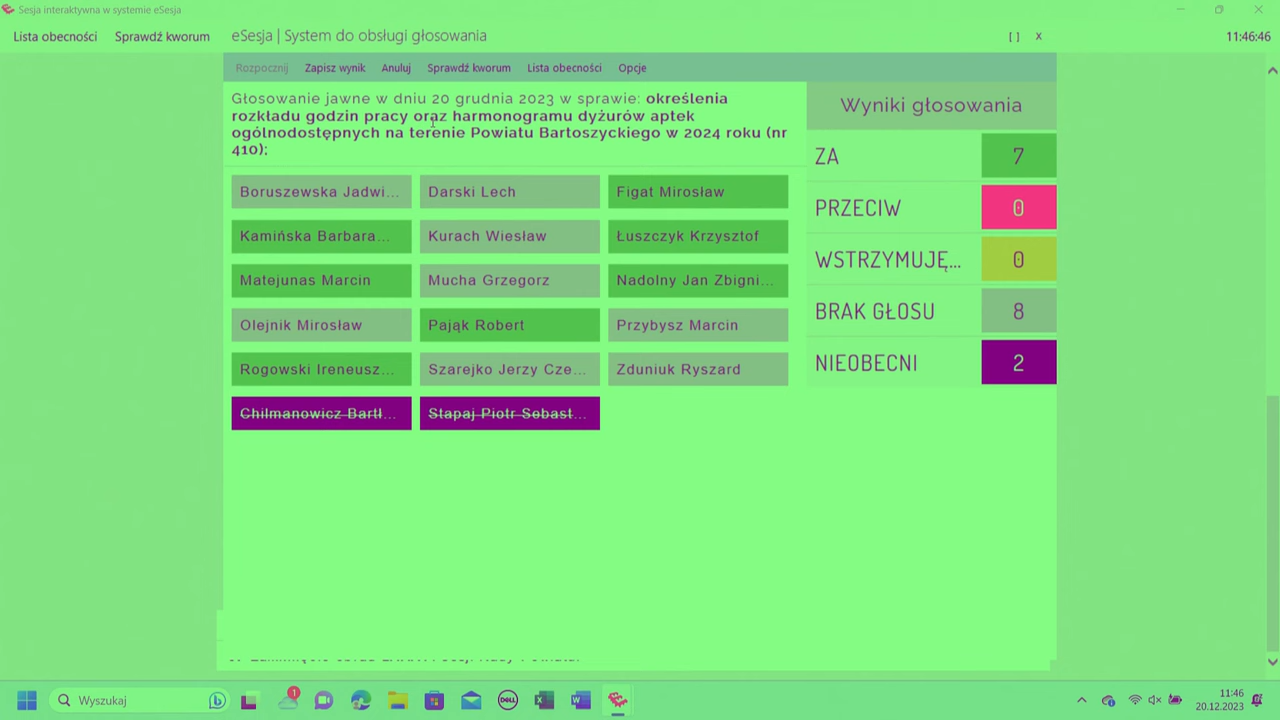 Sesja interaktywna w systemie eSesja
Lista obecności Sprawdź kworum eSesja | System do obsługi głosowania [ ] x 11:46:46
Rozpocznij Zapisz wynik Anuluj Sprawdź kworum Lista obecności Opcje
Głosowanie jawne w dniu 20 grudnia 2023 w sprawie: określenia
rozkładu godzin pracy oraz harmonogramu dyżurów aptek
ogólnodostępnych na terenie Powiatu Bartoszyckiego w 2024 roku (nr
410);
Boruszewska Jadwi... Darski Lech Figat Mirosław
Kamińska Barbara... Kurach Wiesław Łuszczyk Krzysztof
Matejunas Marcin Mucha Grzegorz Nadolny Jan Zbigni...
Olejnik Mirosław Pająk Robert Przybysz Marcin
Rogowski Ireneusz... Szarejko Jerzy Cze... Zduniuk Ryszard
Chilmanowicz Bartł... Stapaj Piotr Sebast...
Wyniki głosowania
ZA 7
PRZECIW 0
WSTRZYMUJĘ... 0
BRAK GŁOSU 8
NIEOBECNI 2
Wyszukaj
1
DELL
11:46
20.12.2023